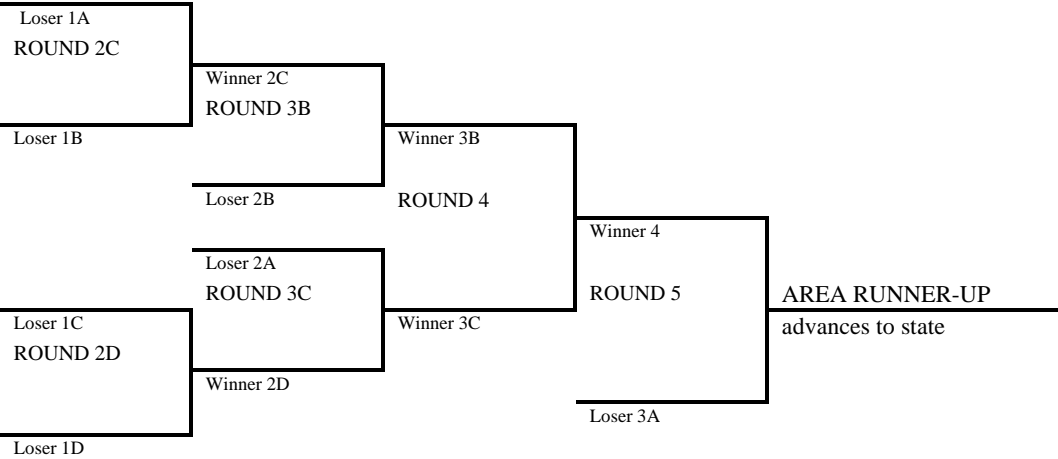 Loser 1A
ROUND 2C
Winner 2C
ROUND 3B
Loser 1B
Winner 3B
Loser 2B
ROUND 4
Winner 4
Loser 2A
ROUND 3C
ROUND 5
AREA RUNNER-UP
Loser 1C
Winner 3C
advances to state
ROUND 2D
Winner 2D
Loser 3A
Loser 1D